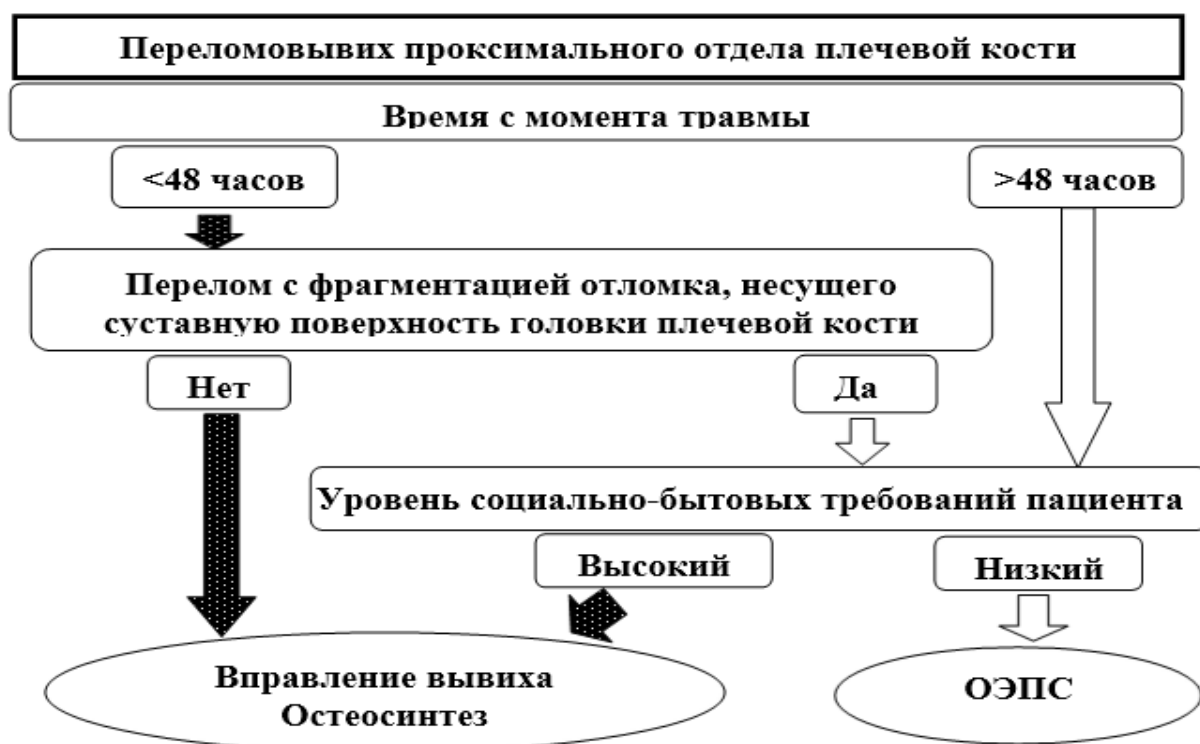 Переломовывих проксимального отдела плечевой кости
Время с момента травмы
<48 часов
>48 часов
Перелом с фрагментацией отломка, несущего
суставную поверхность головки плечевой кости
Нет
Да
Уровень социально-бытовых требований пациента
Высокий
Низкий
Вправление вывиха
Остеосинтез
ОЭПС